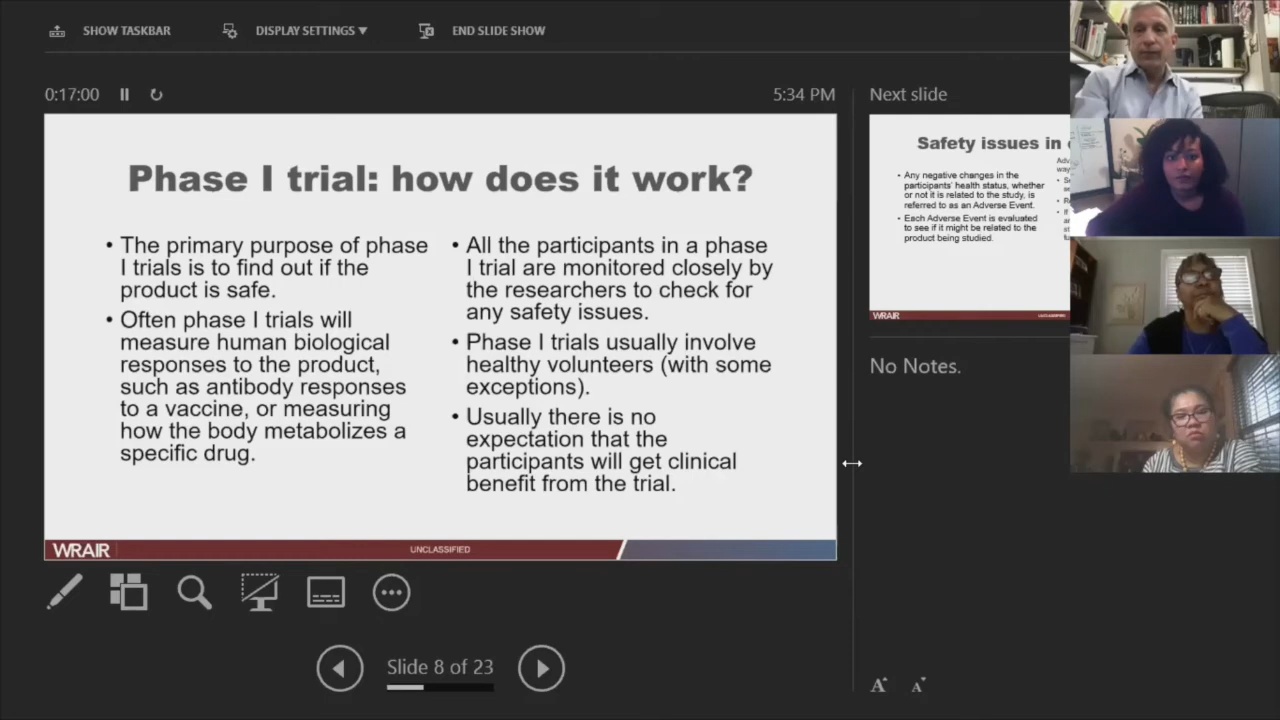 SHOW TASKBAR
DISPLAY SETTINGS
END SLIDE SHOW
0:17:00
5:34 PM
Phase I trial: how does it work?
• The primary purpose of phase
I trials is to find out if the
product is safe.
• Often phase I trials will
measure human biological
responses to the product,
such as antibody responses
to a vaccine, or measuring
how the body metabolizes a
specific drug.
• All the participants in a phase
I trial are monitored closely by
the researchers to check for
any safety issues.
• Phase I trials usually involve
healthy volunteers (with some
exceptions).
• Usually there is no
expectation that the
participants will get clinical
benefit from the trial.
WRAIR
UNCLASSIFIED
Slide 8 of 23
Next slide
Safety issues in
• Any negative changes in the
participants' health status, whether
or not it is related to the study, is
referred to as an Adverse Event.
• Each Adverse Event is evaluated
to see if it might be related to the
product being studied.
WRAIR
UNCLASSIFIED
No Notes.
A A